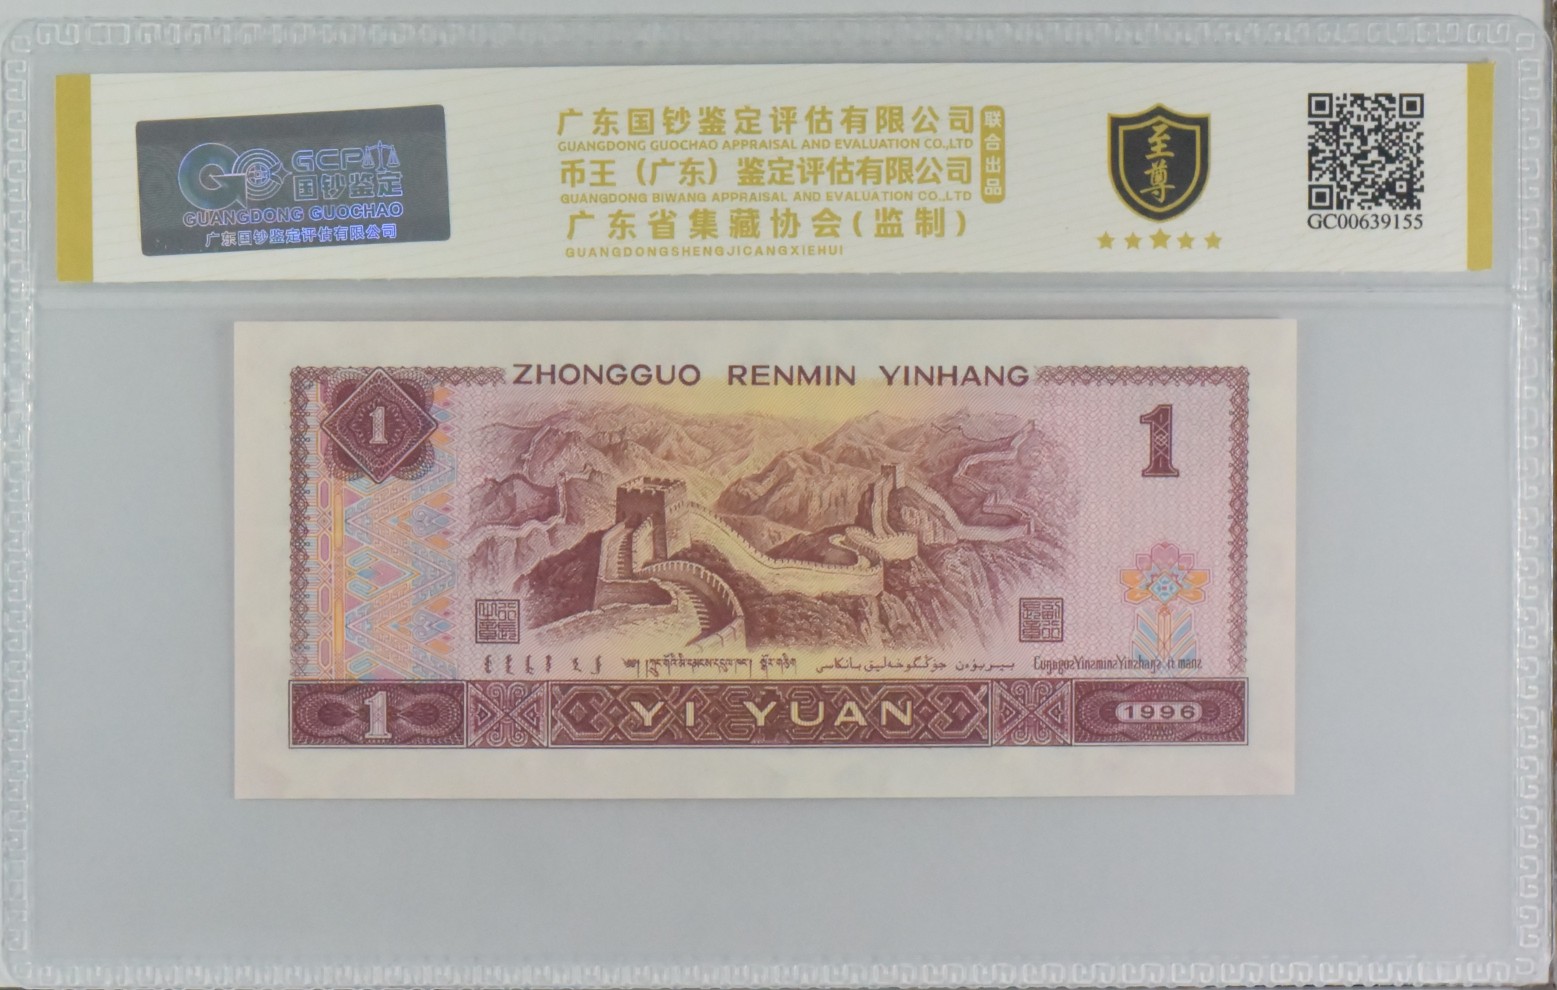 GCP
国钞鉴定
GUANGDONG GUOCHAO
广东国钞鉴定评估有限公司
广东国钞鉴定评估有限公司
GUANGDONG GUOCHAO APPRAISAL AND EVALUATION CO.,LTD
币王（广东）鉴定评估有限公司
GUANGDONG BIWANG APPRAISAL AND EVALUATION CO.,LTD
广东省集藏协会(监制)
GUANGDONGSHENGJICANGXIEHUI
联合出品
至尊
GC00639155
ZHONGGUO RENMIN YINHANG
1
1
1
YI YUAN
1996